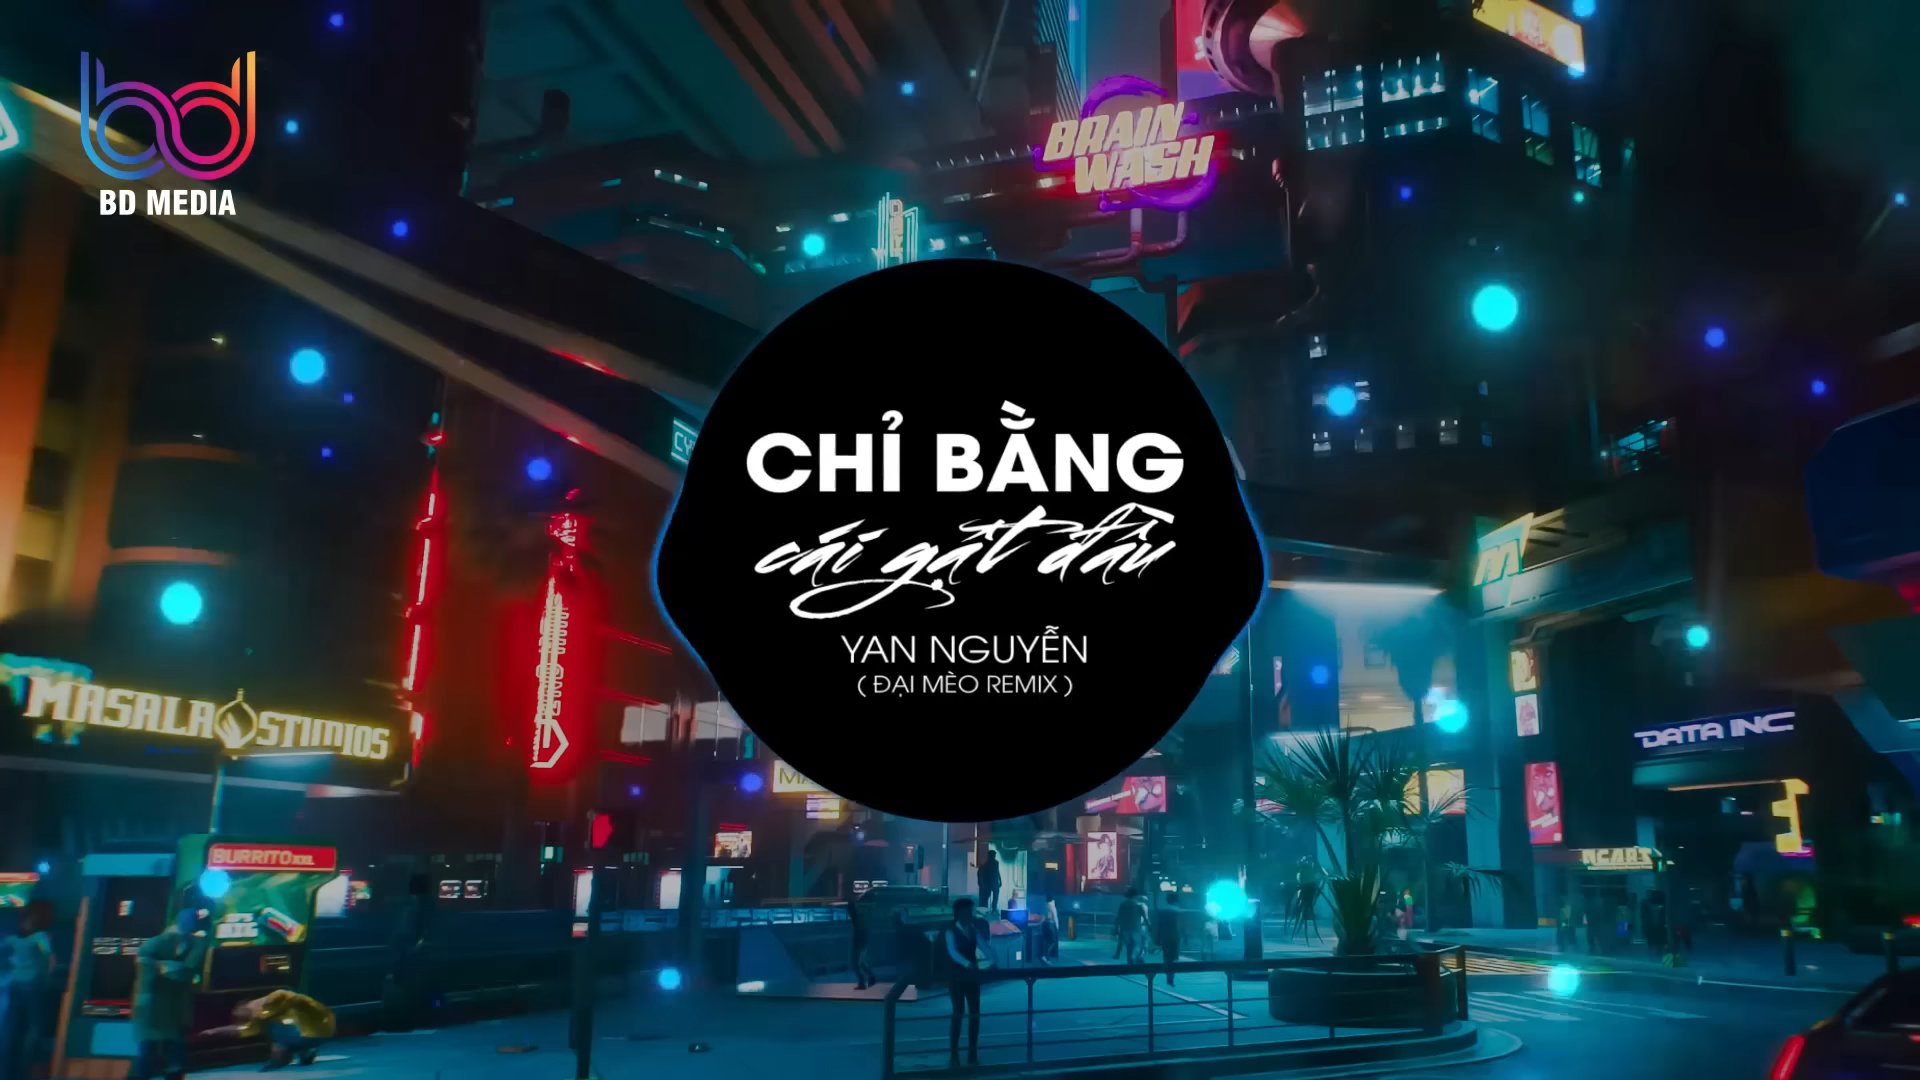 BD MEDIA
BRAIN
WASH
CHỈ BẰNG
cái gật đầu
YAN NGUYỄN
( ĐẠI MÈO REMIX )
MASALA STUDIOS
DATA INC
BURRITO XXL